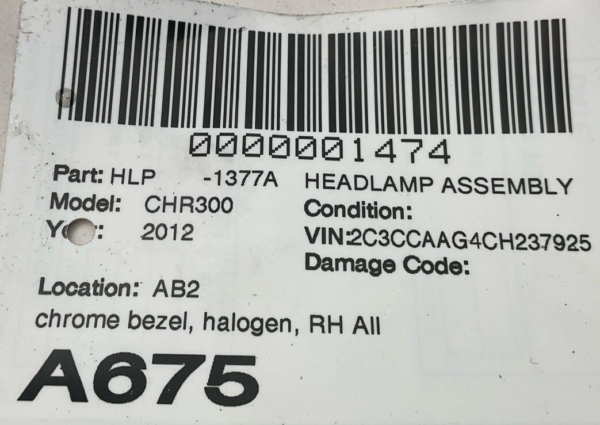 0000001474
Part: HLP -1377A HEADLAMP ASSEMBLY
Model: CHR300 Condition:
2012 VIN:2C3CCAAG4CH237925
Damage Code:
Location: AB2
chrome bezel, halogen, RH All
A675